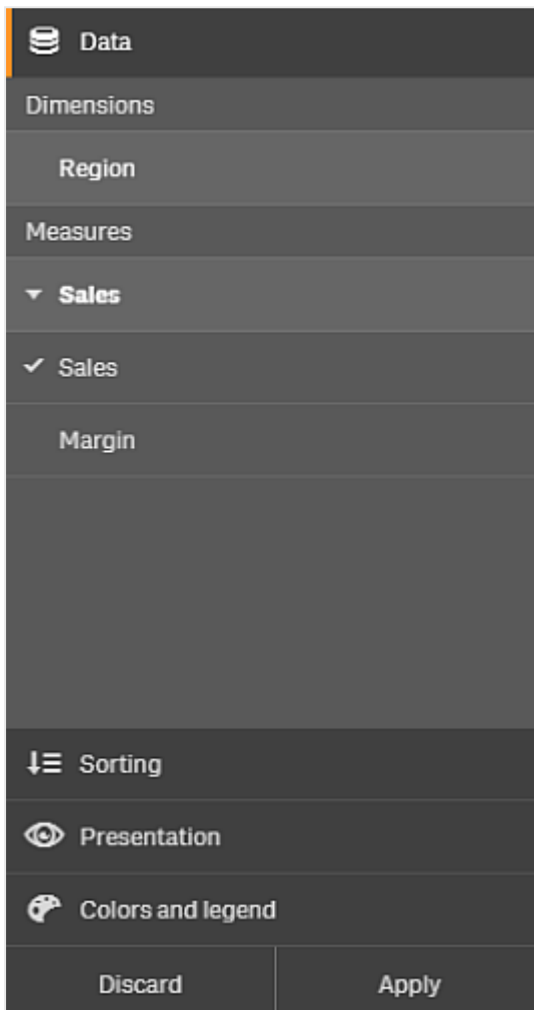 Data
Dimensions
Region
Measures
Sales
Sales
Margin
Sorting
Presentation
Colors and legend
Discard Apply